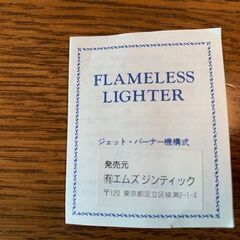 FLAMELESS
LIGHTER
ジェット・バーナー機構式
発売元
㈲エムズジンティック
〒120 東京都足立区綾瀬2-1-4